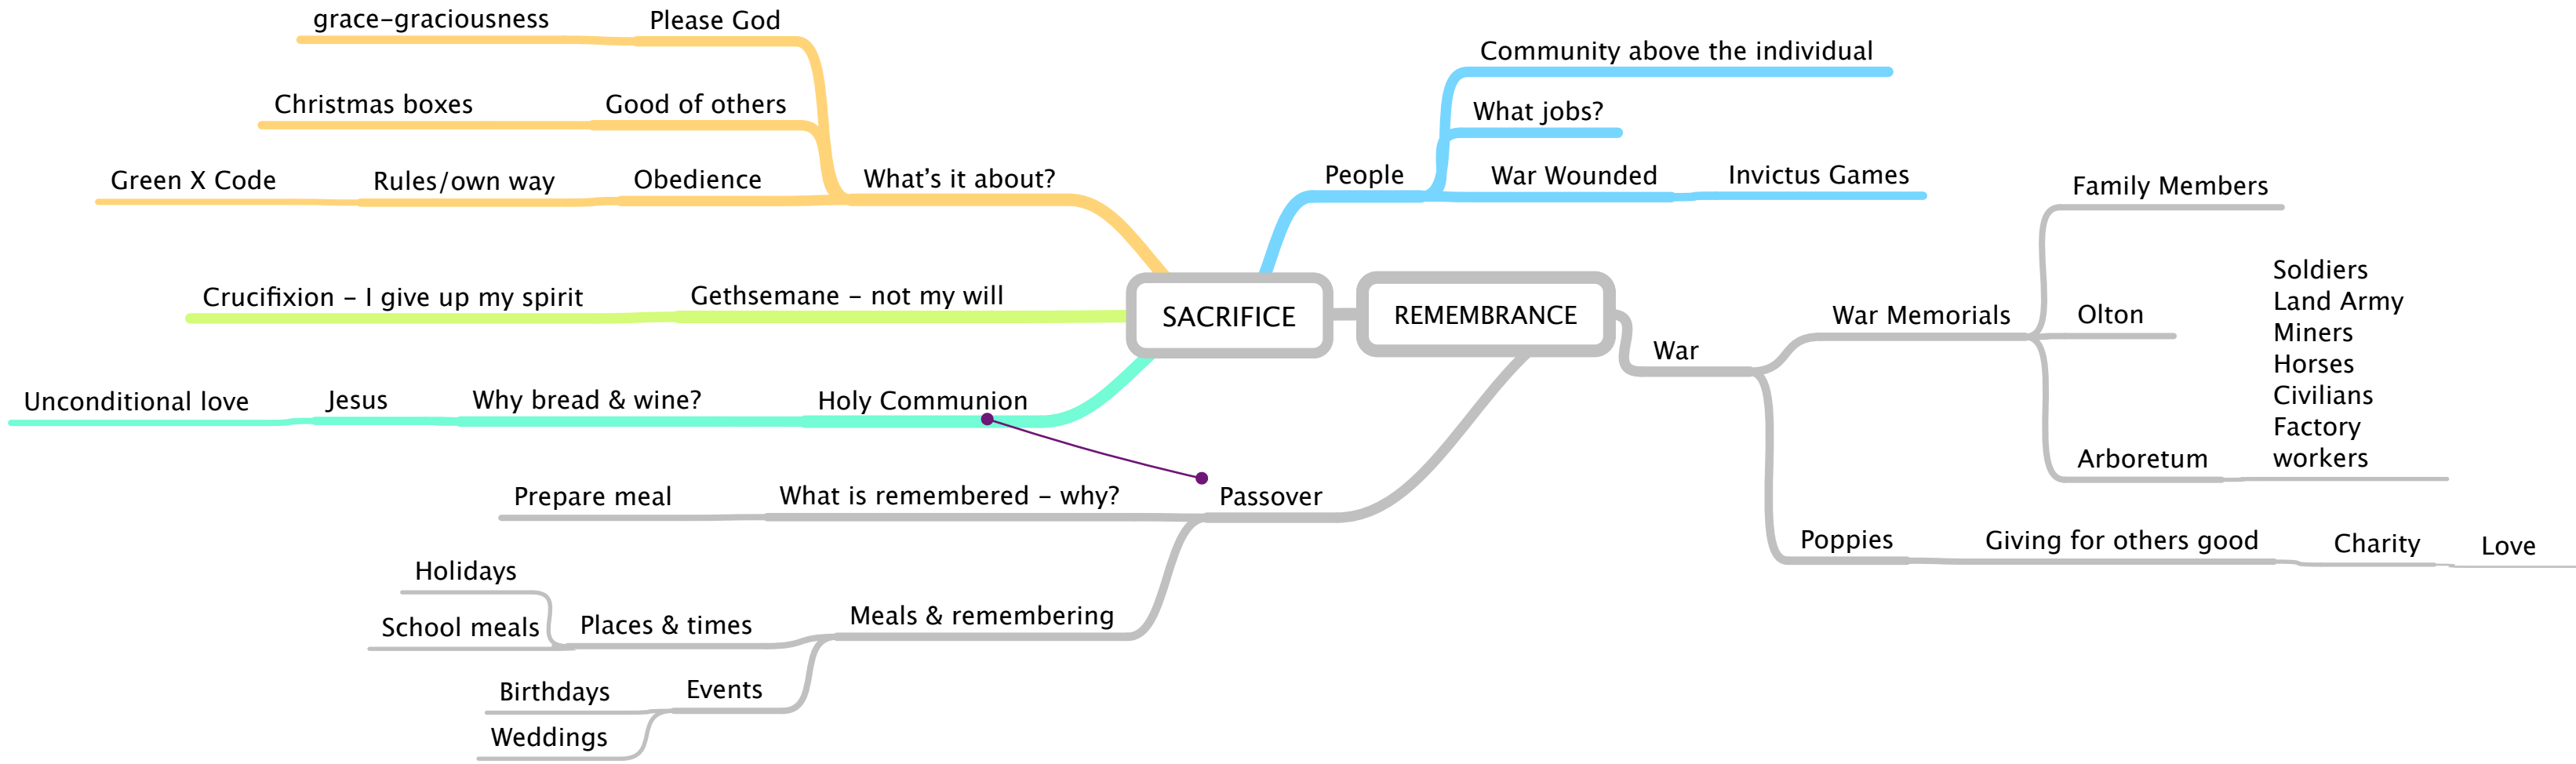 grace-graciousness
Please God
Christmas boxes
Good of others
Green X Code
Rules/own way
Obedience
What's it about?
Crucifixion – I give up my spirit
Gethsemane – not my will
Unconditional love
Jesus
Why bread & wine?
Holy Communion
SACRIFICE
REMEMBRANCE
Community above the individual
What jobs?
People
War Wounded
Invictus Games
War
War Memorials
Family Members
Olton
Arboretum
Soldiers
Land Army
Miners
Horses
Civilians
Factory
workers
Poppies
Giving for others good
Charity
Love
Prepare meal
What is remembered – why?
Passover
Holidays
School meals
Places & times
Meals & remembering
Birthdays
Events
Weddings